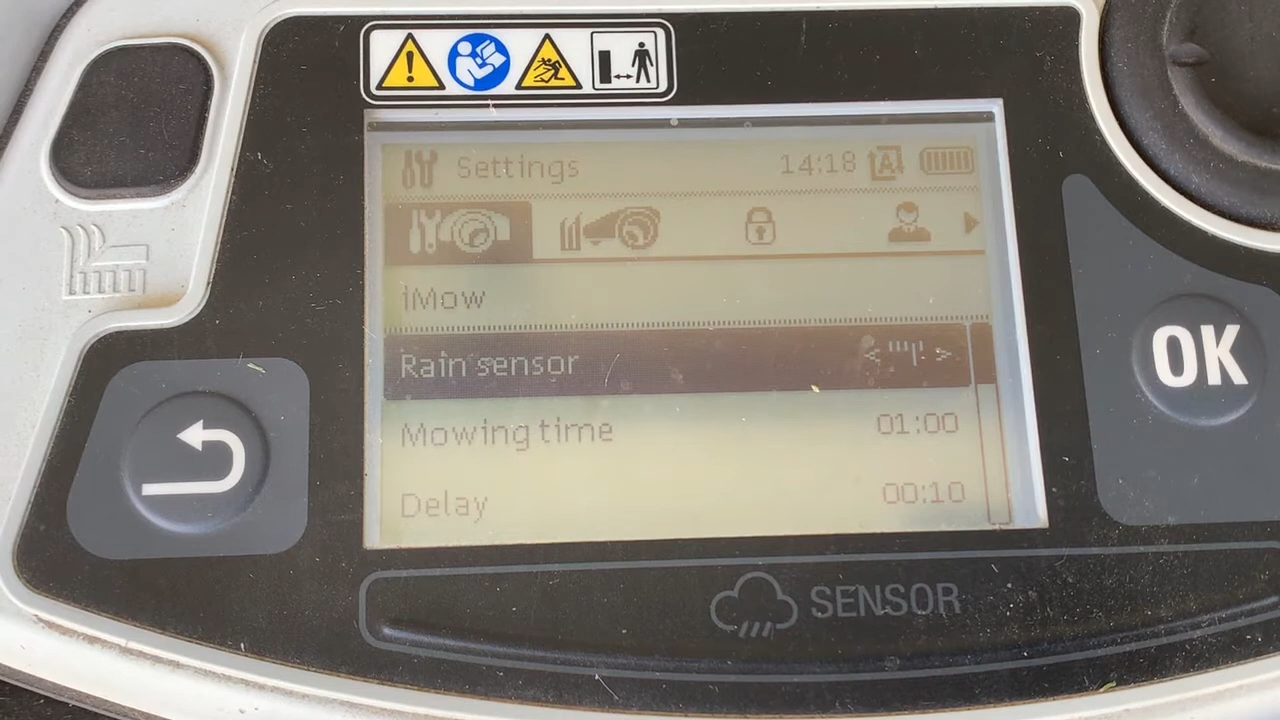 Settings 14:18 A
iMow
Rain sensor
Mowing time 01:00
Delay 00:10
OK
SENSOR